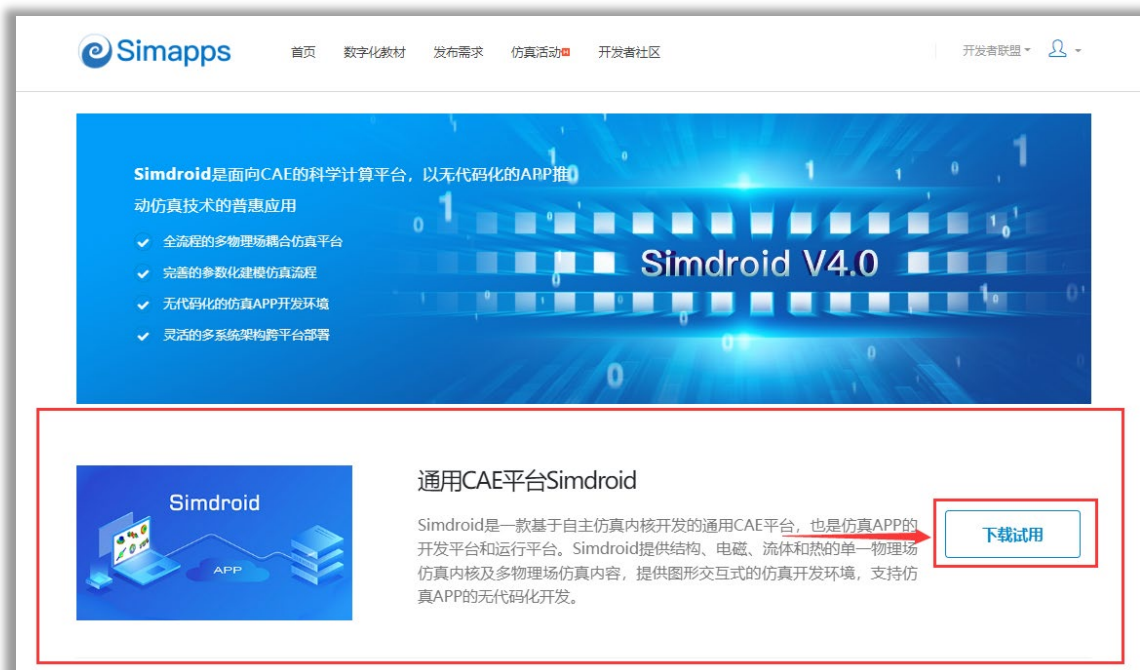 Simapps
首页 数字化教材 发布需求 仿真活动 开发者社区
开发者联盟
Simdroid是面向CAE的科学计算平台，以无代码化的APP推
动仿真技术的普惠应用
全流程的多物理场耦合仿真平台
完善的参数化建模仿真流程
无代码化的仿真APP开发环境
灵活的多系统架构跨平台部署
Simdroid V4.0
Simdroid
APP
通用CAE平台Simdroid
Simdroid是一款基于自主仿真内核开发的通用CAE平台，也是仿真APP的
开发平台和运行平台。Simdroid提供结构、电磁、流体和热的单一物理场
仿真内核及多物理场仿真内容，提供图形交互式的仿真开发环境，支持仿
真APP的无代码化开发。
下载试用